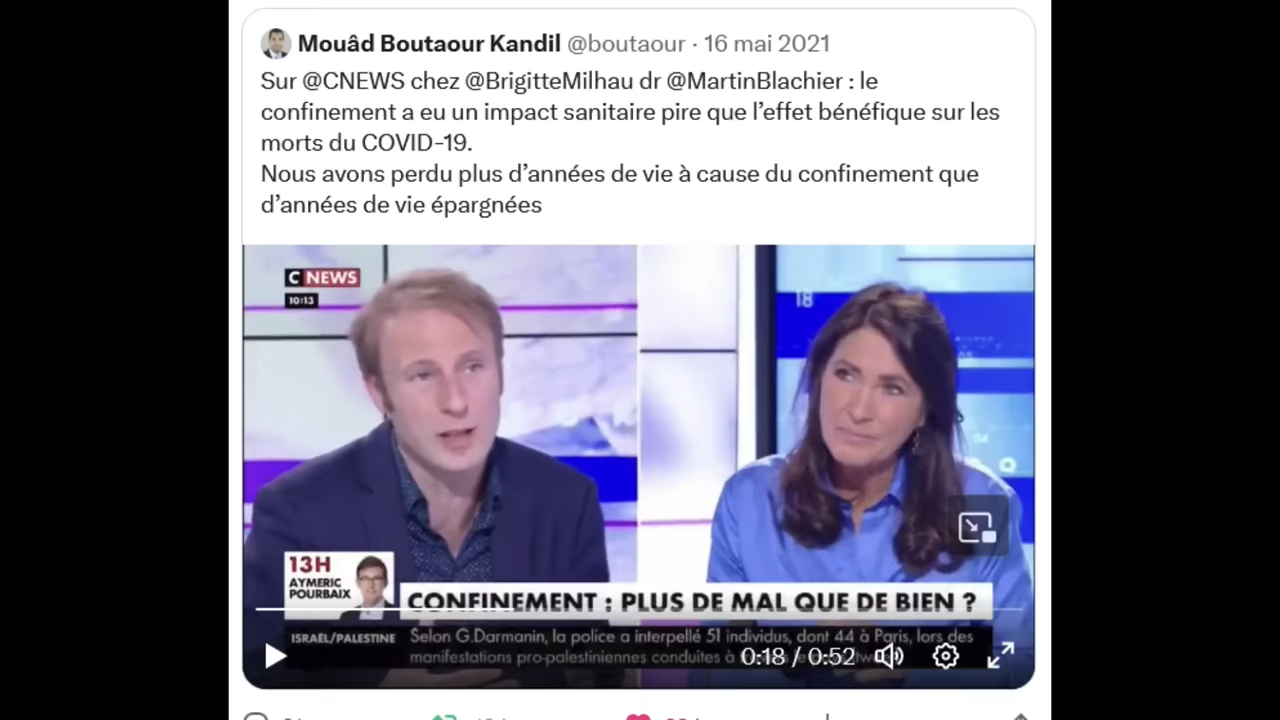 Mouâd Boutaour Kandil @boutaour · 16 mai 2021
Sur @CNEWS chez @BrigitteMilhau dr @MartinBlachier : le
confinement a eu un impact sanitaire pire que l’effet bénéfique sur les
morts du COVID-19.
Nous avons perdu plus d’années de vie à cause du confinement que
d’années de vie épargnées
C NEWS
10:13
18
13H
AYMERIC
POURBAIX
CONFINEMENT : PLUS DE MAL QUE DE BIEN ?
ISRAËL/PALESTINE
Selon G.Darmanin, la police a interpellé 51 individus, dont 44 à Paris, lors des
manifestations pro-palestiniennes conduites à
0:18 / 0:52